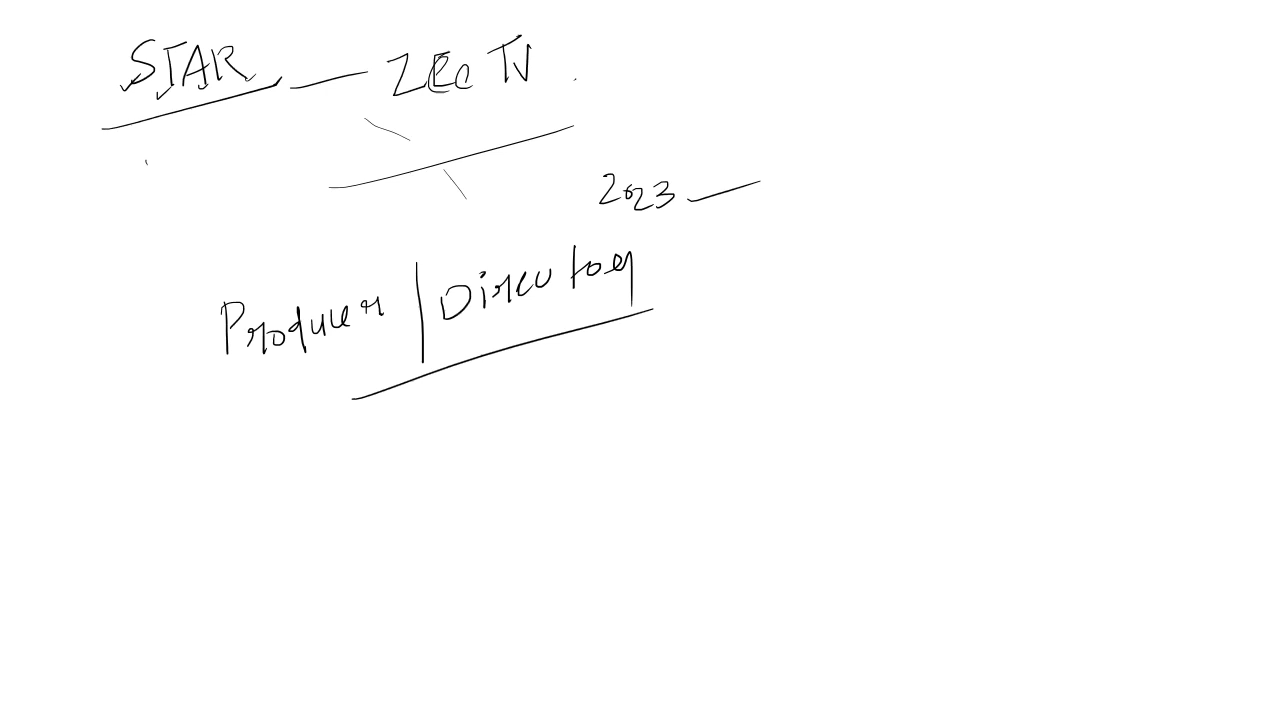 STAR — Zee TV
2023 —
Producer / Director